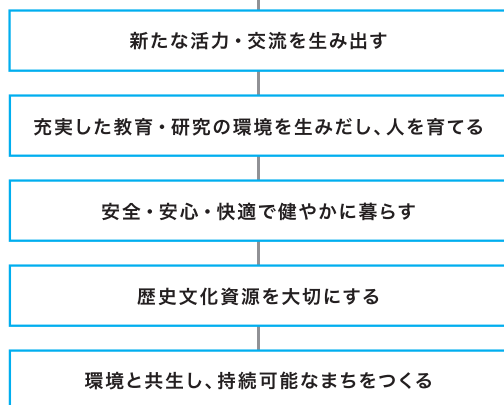 新たな活力・交流を生み出す
充実した教育・研究の環境を生みだし、人を育てる
安全・安心・快適で健やかに暮らす
歴史文化資源を大切にする
環境と共生し、持続可能なまちをつくる